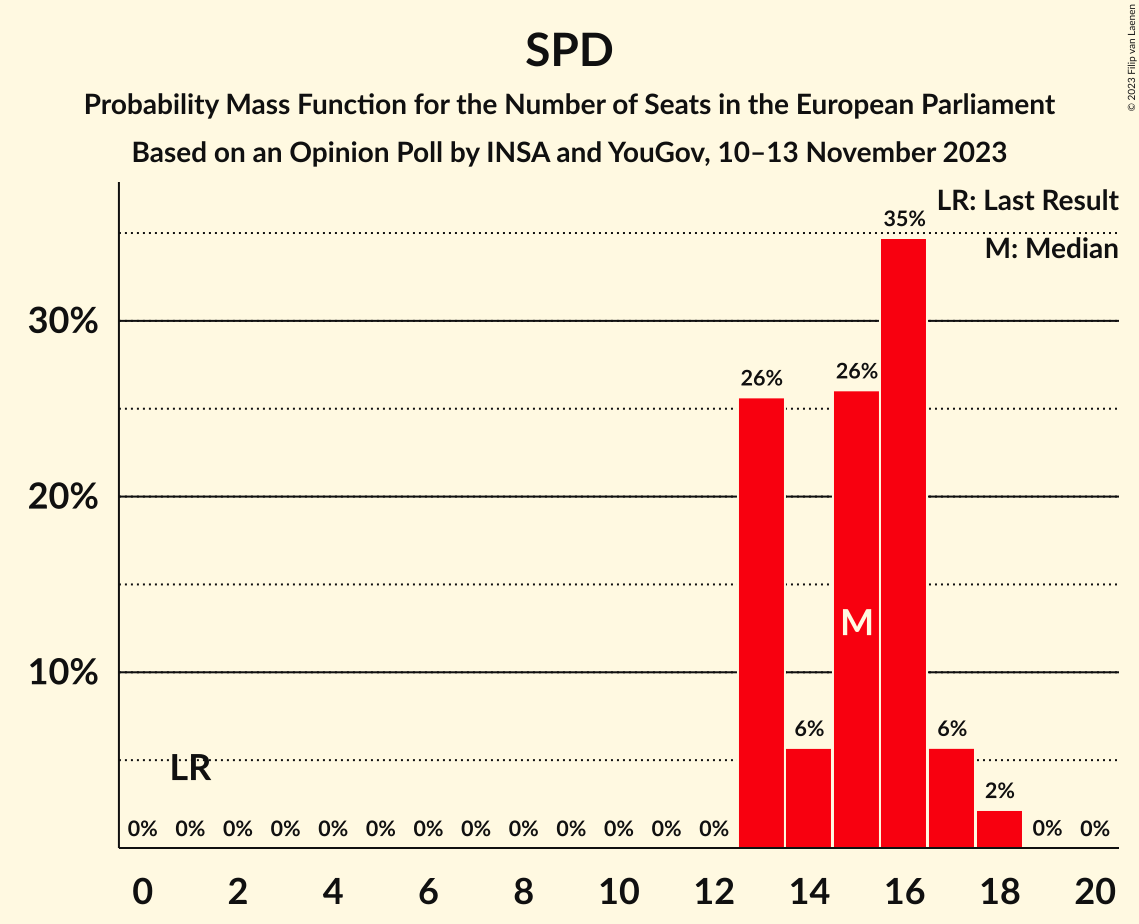 SPD
Probability Mass Function for the Number of Seats in the European Parliament
Based on an Opinion Poll by INSA and YouGov, 10–13 November 2023
© 2023 Filip van Laenen
LR: Last Result
M: Median
35%
30%
26%
26%
20%
M
10%
6%
6%
LR
2%
0% 0% 0% 0% 0% 0% 0% 0% 0% 0% 0% 0% 0% 0% 0%
0 2 4 6 8 10 12 14 16 18 20